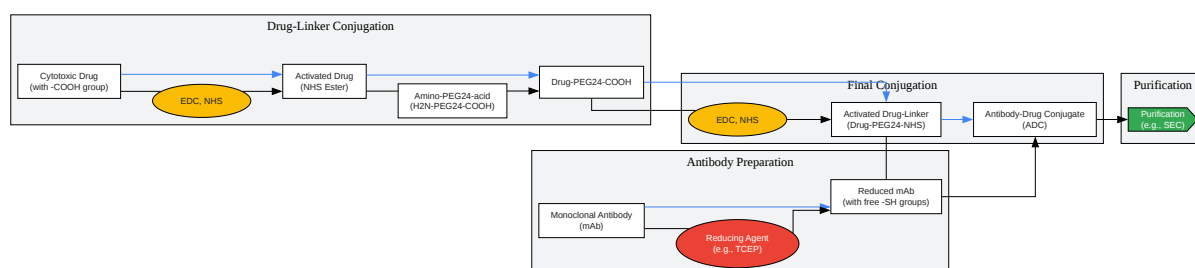 Drug-Linker Conjugation
Cytotoxic Drug
(with -COOH group)
EDC, NHS
Activated Drug
(NHS Ester)
Amino-PEG24-acid
(H2N-PEG24-COOH)
Drug-PEG24-COOH
Final Conjugation
EDC, NHS
Activated Drug-Linker
(Drug-PEG24-NHS)
Antibody-Drug Conjugate
(ADC)
Purification
Purification
(e.g., SEC)
Antibody Preparation
Monoclonal Antibody
(mAb)
Reducing Agent
(e.g., TCEP)
Reduced mAb
(with free -SH groups)